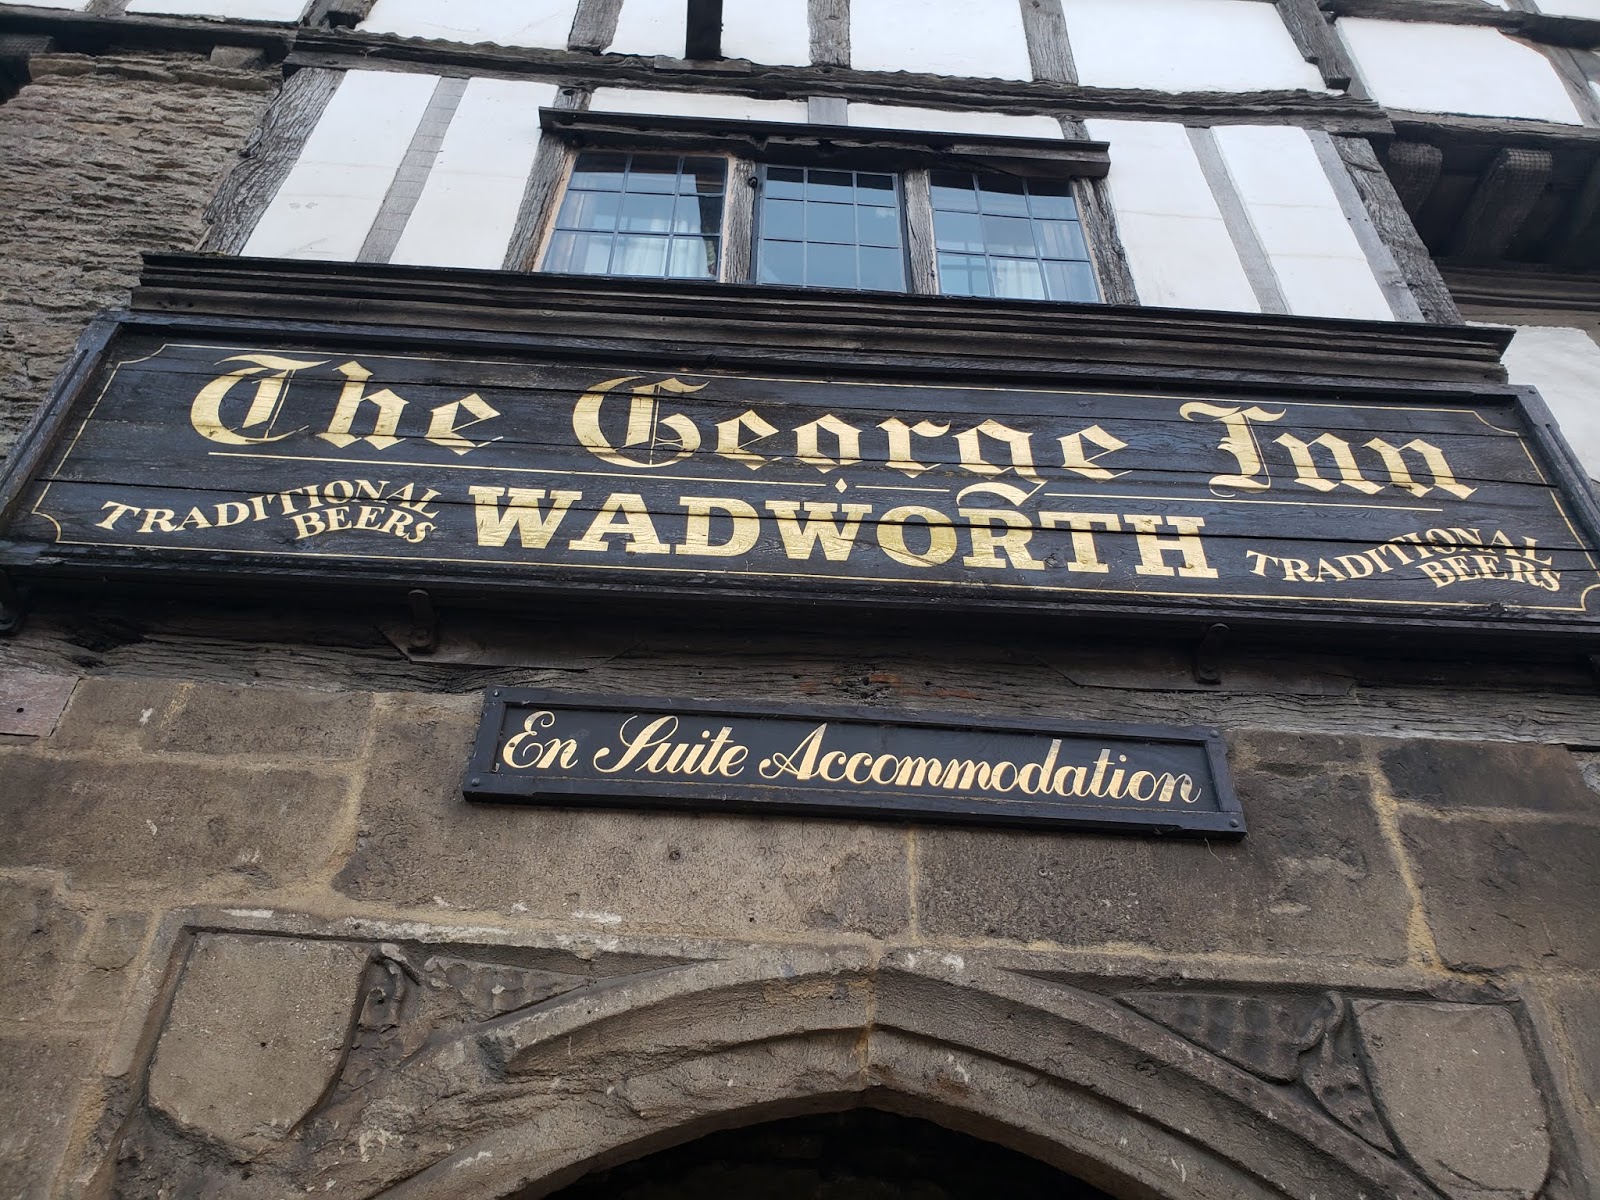 The George Inn
TRADITIONAL
BEERS
WADWORTH
TRADITIONAL
BEERS
En Suite Accommodation